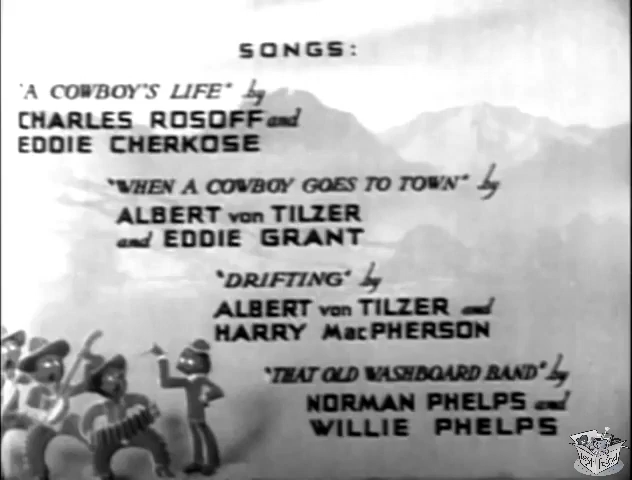 SONGS:
"A COWBOY'S LIFE" by
CHARLES ROSOFF and
EDDIE CHERKOSE
"WHEN A COWBOY GOES TO TOWN" by
ALBERT von TILZER
and EDDIE GRANT
"DRIFTING" by
ALBERT von TILZER and
HARRY MacPHERSON
"THAT OLD WASHBOARD BAND" by
NORMAN PHELPS and
WILLIE PHELPS